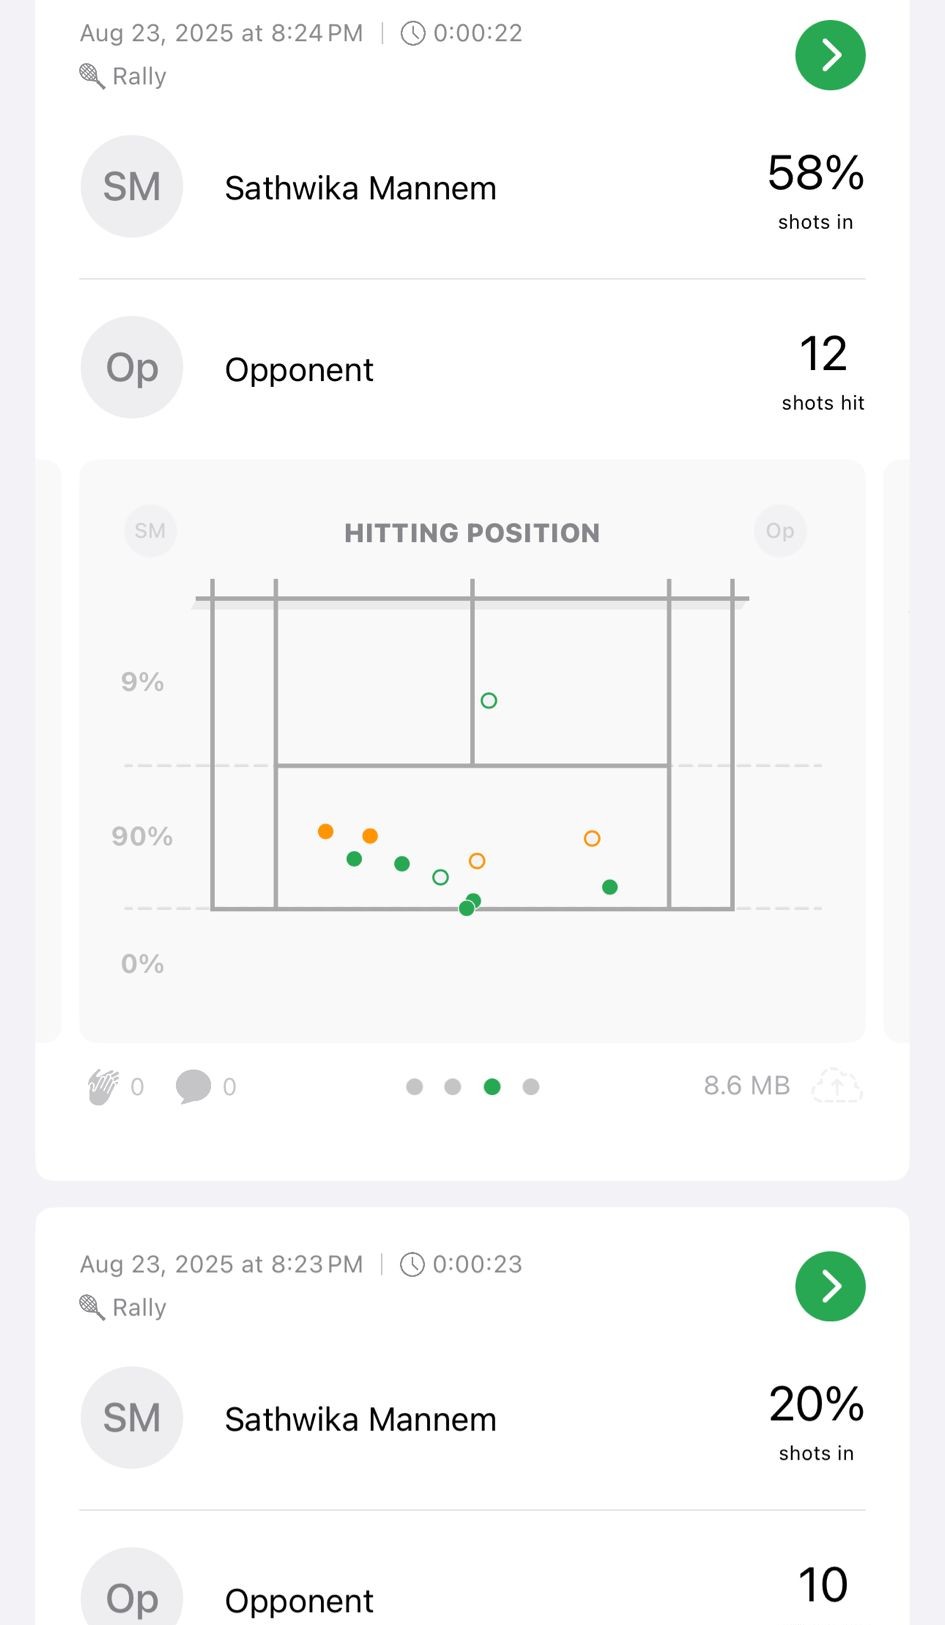 Aug 23, 2025 at 8:24 PM | 0:00:22
Rally
SM Sathwika Mannem 58%
shots in
Op Opponent 12
shots hit
SM HITTING POSITION Op
9%
90%
0%
0 0 8.6 MB
Aug 23, 2025 at 8:23 PM | 0:00:23
Rally
SM Sathwika Mannem 20%
shots in
Op Opponent 10